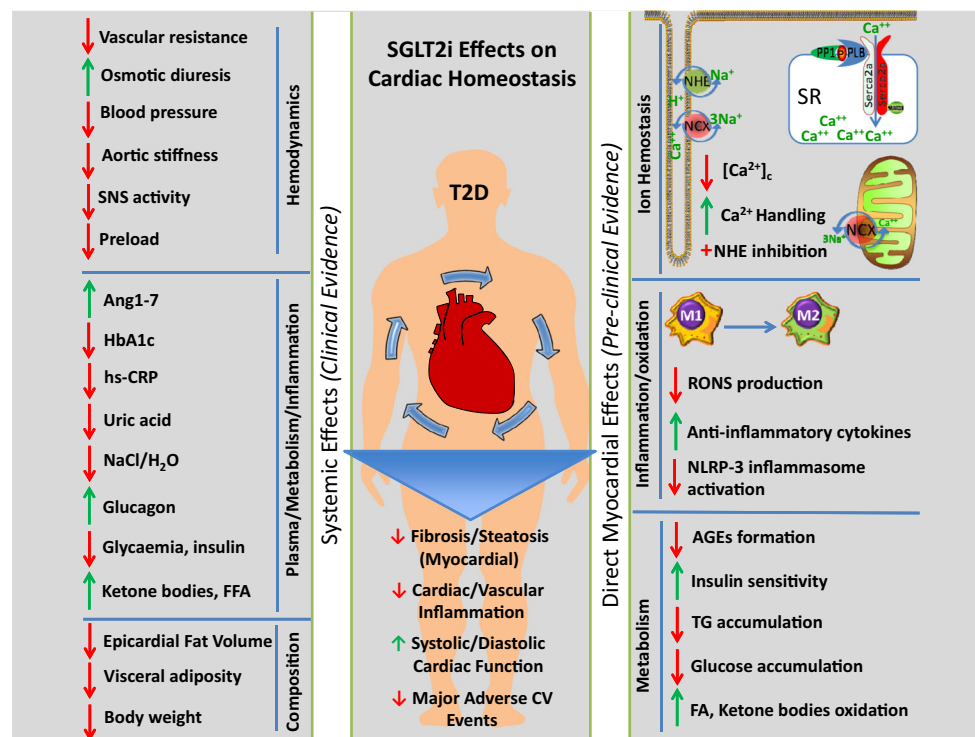 Vascular resistance
Osmotic diuresis
Blood pressure
Aortic stiffness
SNS activity
Preload
Hemodynamics
Ang1-7
HbA1c
hs-CRP
Uric acid
NaCl/H₂O
Glucagon
Glycaemia, insulin
Ketone bodies, FFA
Plasma/Metabolism/Inflammation
Epicardial Fat Volume
Visceral adiposity
Body weight
Composition
Systemic Effects (Clinical Evidence)
SGLT2i Effects on
Cardiac Homeostasis
T2D
Fibrosis/Steatosis
(Myocardial)
Cardiac/Vascular
Inflammation
Systolic/Diastolic
Cardiac Function
Major Adverse CV
Events
Direct Myocardial Effects (Pre-clinical Evidence)
Ion Hemostasis
NHE
Na⁺
H⁺
NCX
3Na⁺
Ca⁺⁺
Ca⁺⁺
PP1
PLB
Serca2a
Serca2a
SR
Ca⁺⁺
Ca⁺⁺ Ca⁺⁺Ca⁺⁺
[Ca²⁺]c
Ca²⁺ Handling
+NHE inhibition
NCX
3Na⁺
Ca⁺⁺
Inflammation/oxidation
M1
M2
RONS production
Anti-inflammatory cytokines
NLRP-3 inflammasome
activation
Metabolism
AGEs formation
Insulin sensitivity
TG accumulation
Glucose accumulation
FA, Ketone bodies oxidation